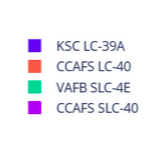 KSC LC-39A
CCAFS LC-40
VAFB SLC-4E
CCAFS SLC-40